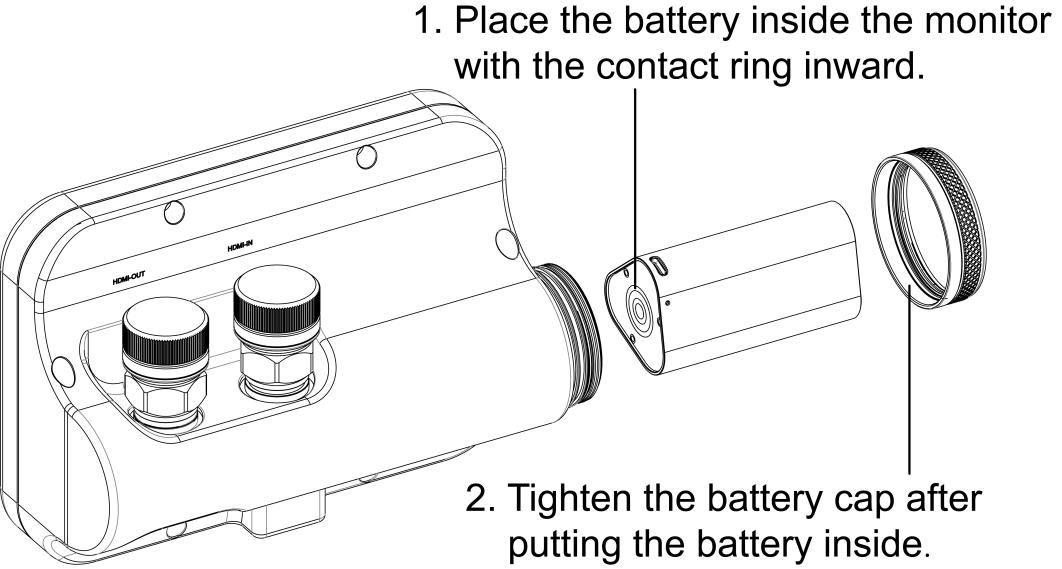 1. Place the battery inside the monitor
with the contact ring inward.
HDMI-IN
HDMI-OUT
2. Tighten the battery cap after
putting the battery inside.